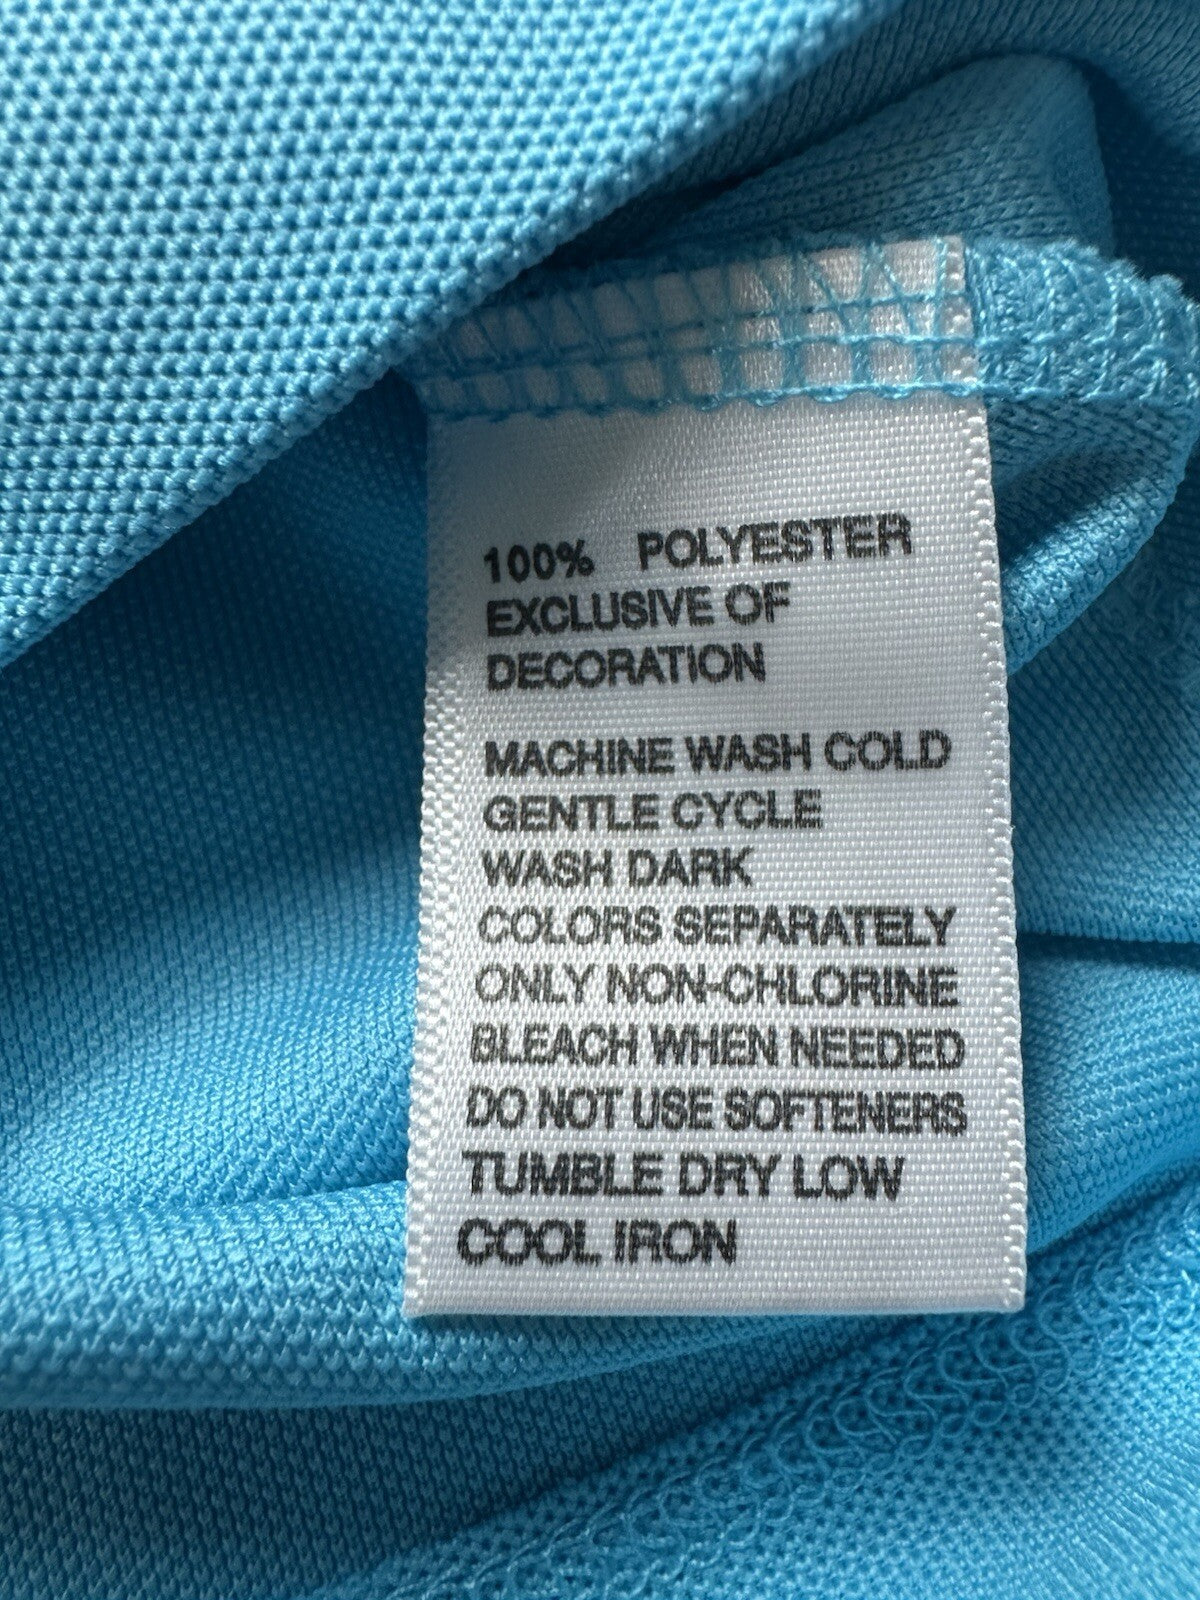 100% POLYESTER
EXCLUSIVE OF
DECORATION
MACHINE WASH COLD
GENTLE CYCLE
WASH DARK
COLORS SEPARATELY
ONLY NON-CHLORINE
BLEACH WHEN NEEDED
DO NOT USE SOFTENERS
TUMBLE DRY LOW
COOL IRON